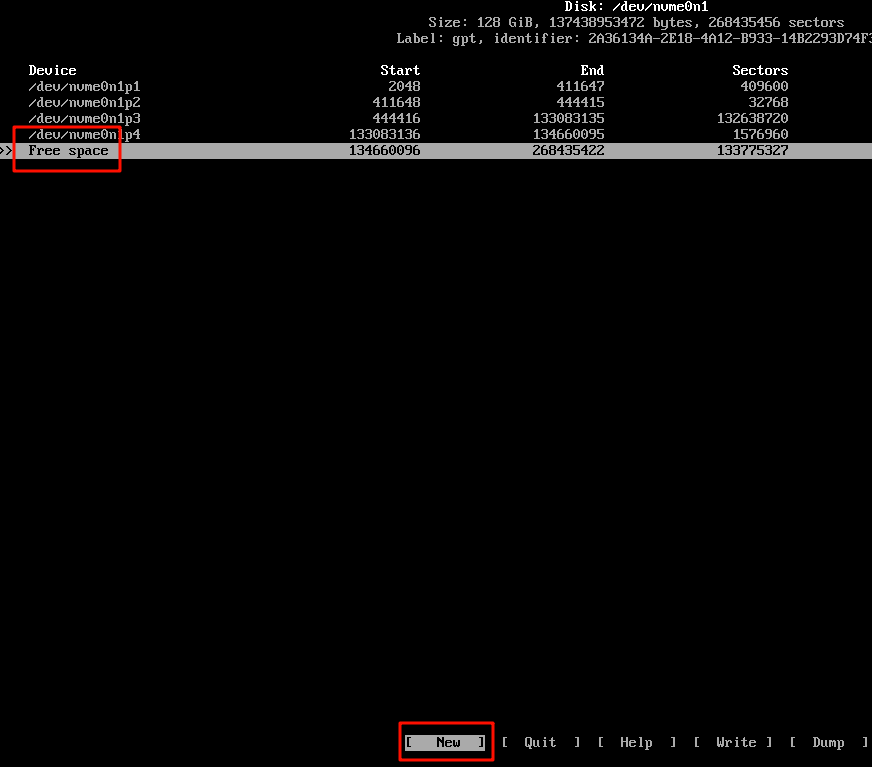 Disk: /dev/nvme0n1
Size: 128 GiB, 137438953472 bytes, 268435456 sectors
Label: gpt, identifier: 2A36134A-2E18-4A12-B933-14B2293D74F3
Device Start End Sectors
/dev/nvme0n1p1 2048 411647 409600
/dev/nvme0n1p2 411648 444415 32768
/dev/nvme0n1p3 444416 133083135 132638720
/dev/nvme0n1p4 133083136 134660095 1576960
>> Free space 134660096 268435422 133775327
[ New ] [ Quit ] [ Help ] [ Write ] [ Dump ]